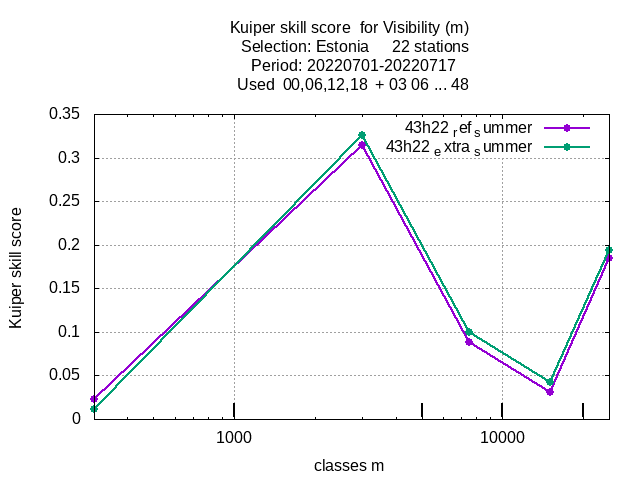 Kuiper skill score  for Visibility (m)
Selection: Estonia     22 stations
Period: 20220701-20220717
Used  00,06,12,18  + 03 06 ... 48
43h22 ref summer
43h22 extra summer
0.35
0.3
0.25
0.2
0.15
0.1
0.05
0
Kuiper skill score
1000
10000
classes m